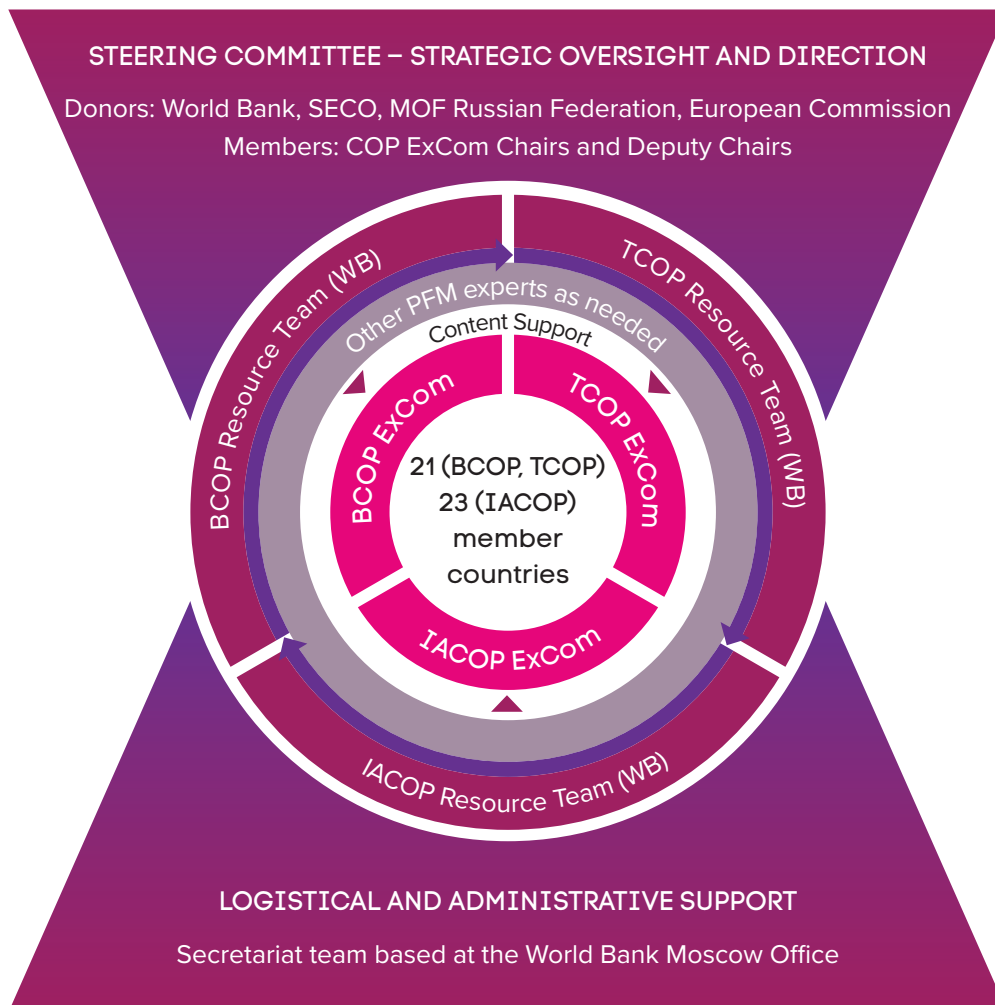 STEERING COMMITTEE – STRATEGIC OVERSIGHT AND DIRECTION
Donors: World Bank, SECO, MOF Russian Federation, European Commission
Members: COP ExCom Chairs and Deputy Chairs
BCOP Resource Team (WB)
TCOP Resource Team (WB)
Other PFM experts as needed
Content Support
BCOP ExCom
TCOP ExCom
21 (BCOP, TCOP)
23 (IACOP)
member
countries
IACOP ExCom
IACOP Resource Team (WB)
LOGISTICAL AND ADMINISTRATIVE SUPPORT
Secretariat team based at the World Bank Moscow Office